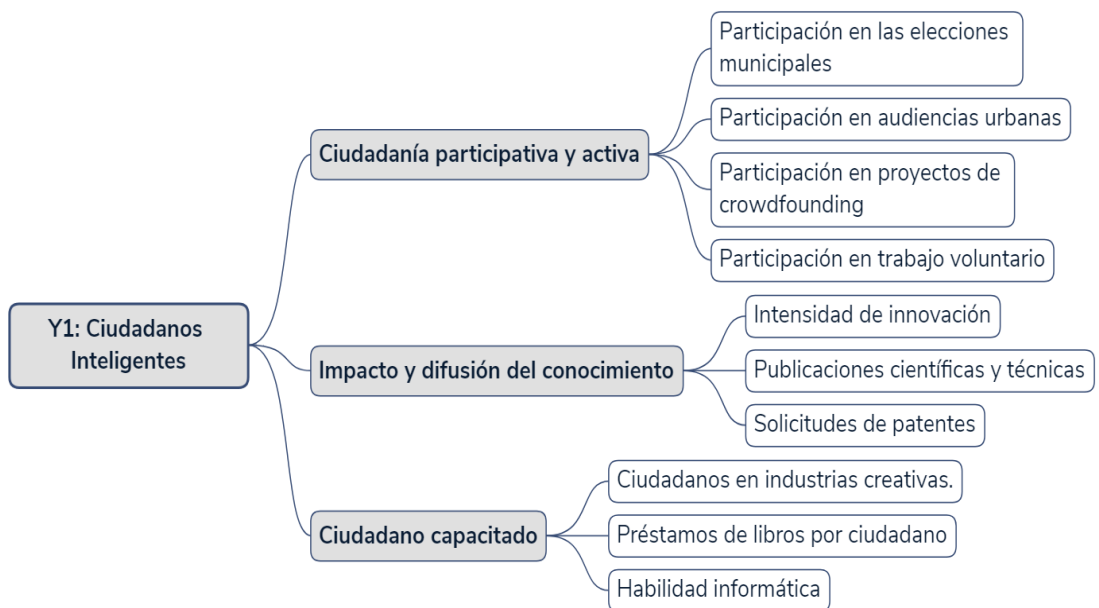 Participación en las elecciones
municipales
Participación en audiencias urbanas
Ciudadanía participativa y activa
Participación en proyectos de
crowdfounding
Participación en trabajo voluntario
Y1: Ciudadanos
Inteligentes
Intensidad de innovación
Impacto y difusión del conocimiento
Publicaciones científicas y técnicas
Solicitudes de patentes
Ciudadanos en industrias creativas.
Ciudadano capacitado
Préstamos de libros por ciudadano
Habilidad informática